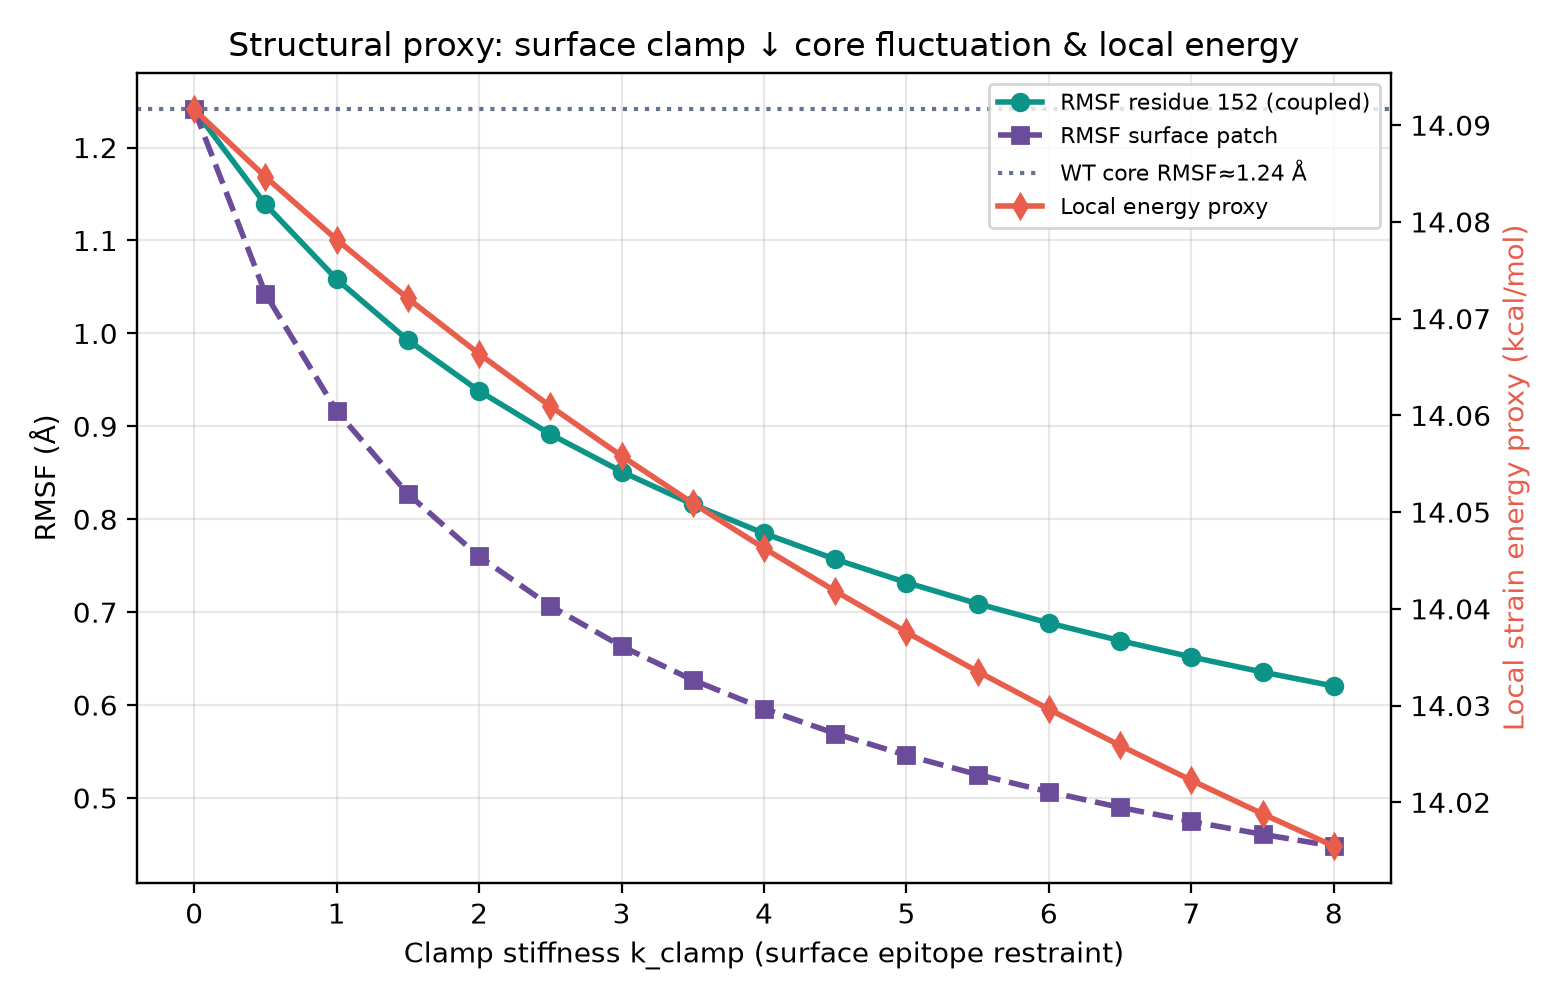 Structural proxy: surface clamp ↓ core fluctuation & local energy
RMSF residue 152 (coupled)
RMSF surface patch
WT core RMSF≈1.24 Å
Local energy proxy
RMSF (Å)
1.2
1.1
1.0
0.9
0.8
0.7
0.6
0.5
14.09
14.08
14.07
14.06
14.05
14.04
14.03
14.02
Local strain energy proxy (kcal/mol)
0 1 2 3 4 5 6 7 8
Clamp stiffness k_clamp (surface epitope restraint)